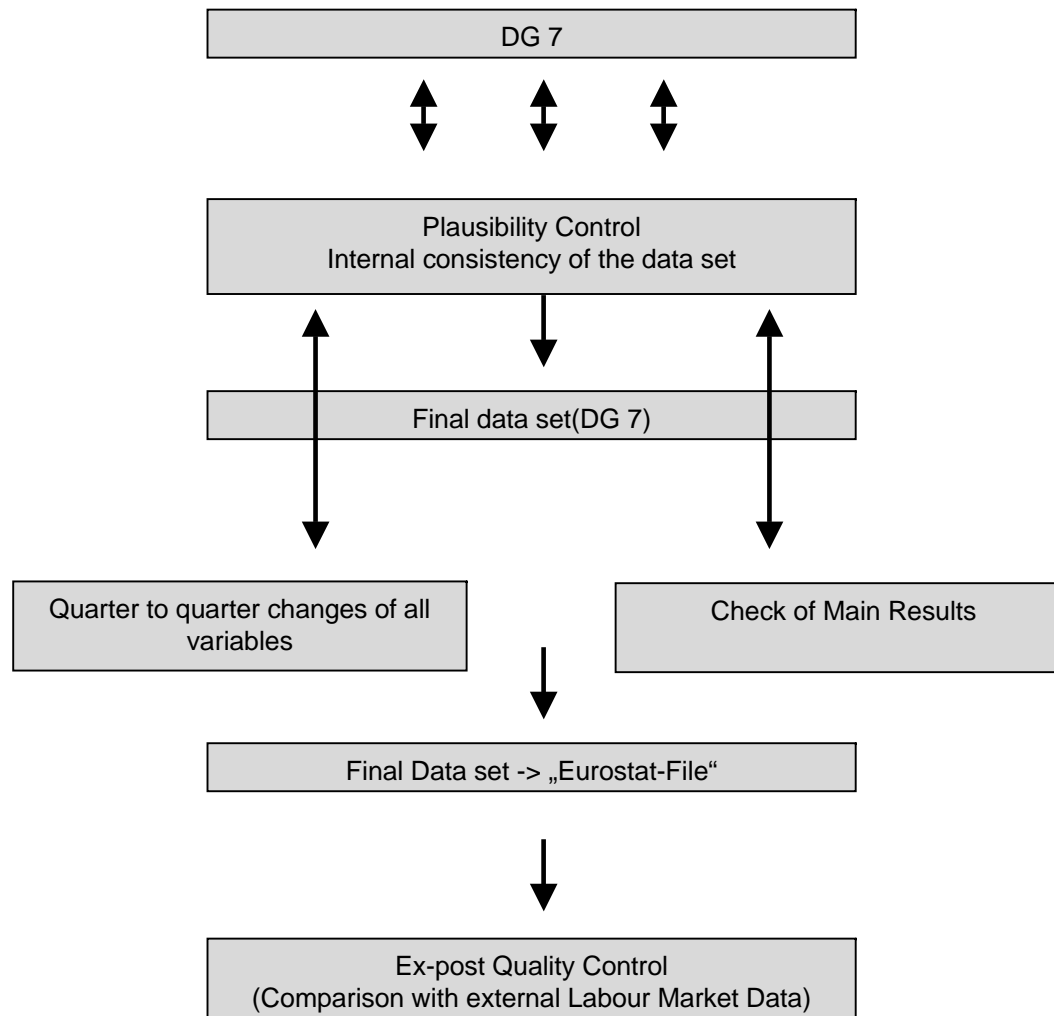 DG 7
Plausibility Control
Internal consistency of the data set
Final data set(DG 7)
Quarter to quarter changes of all
variables
Check of Main Results
Final Data set -> „Eurostat-File“
Ex-post Quality Control
(Comparison with external Labour Market Data)